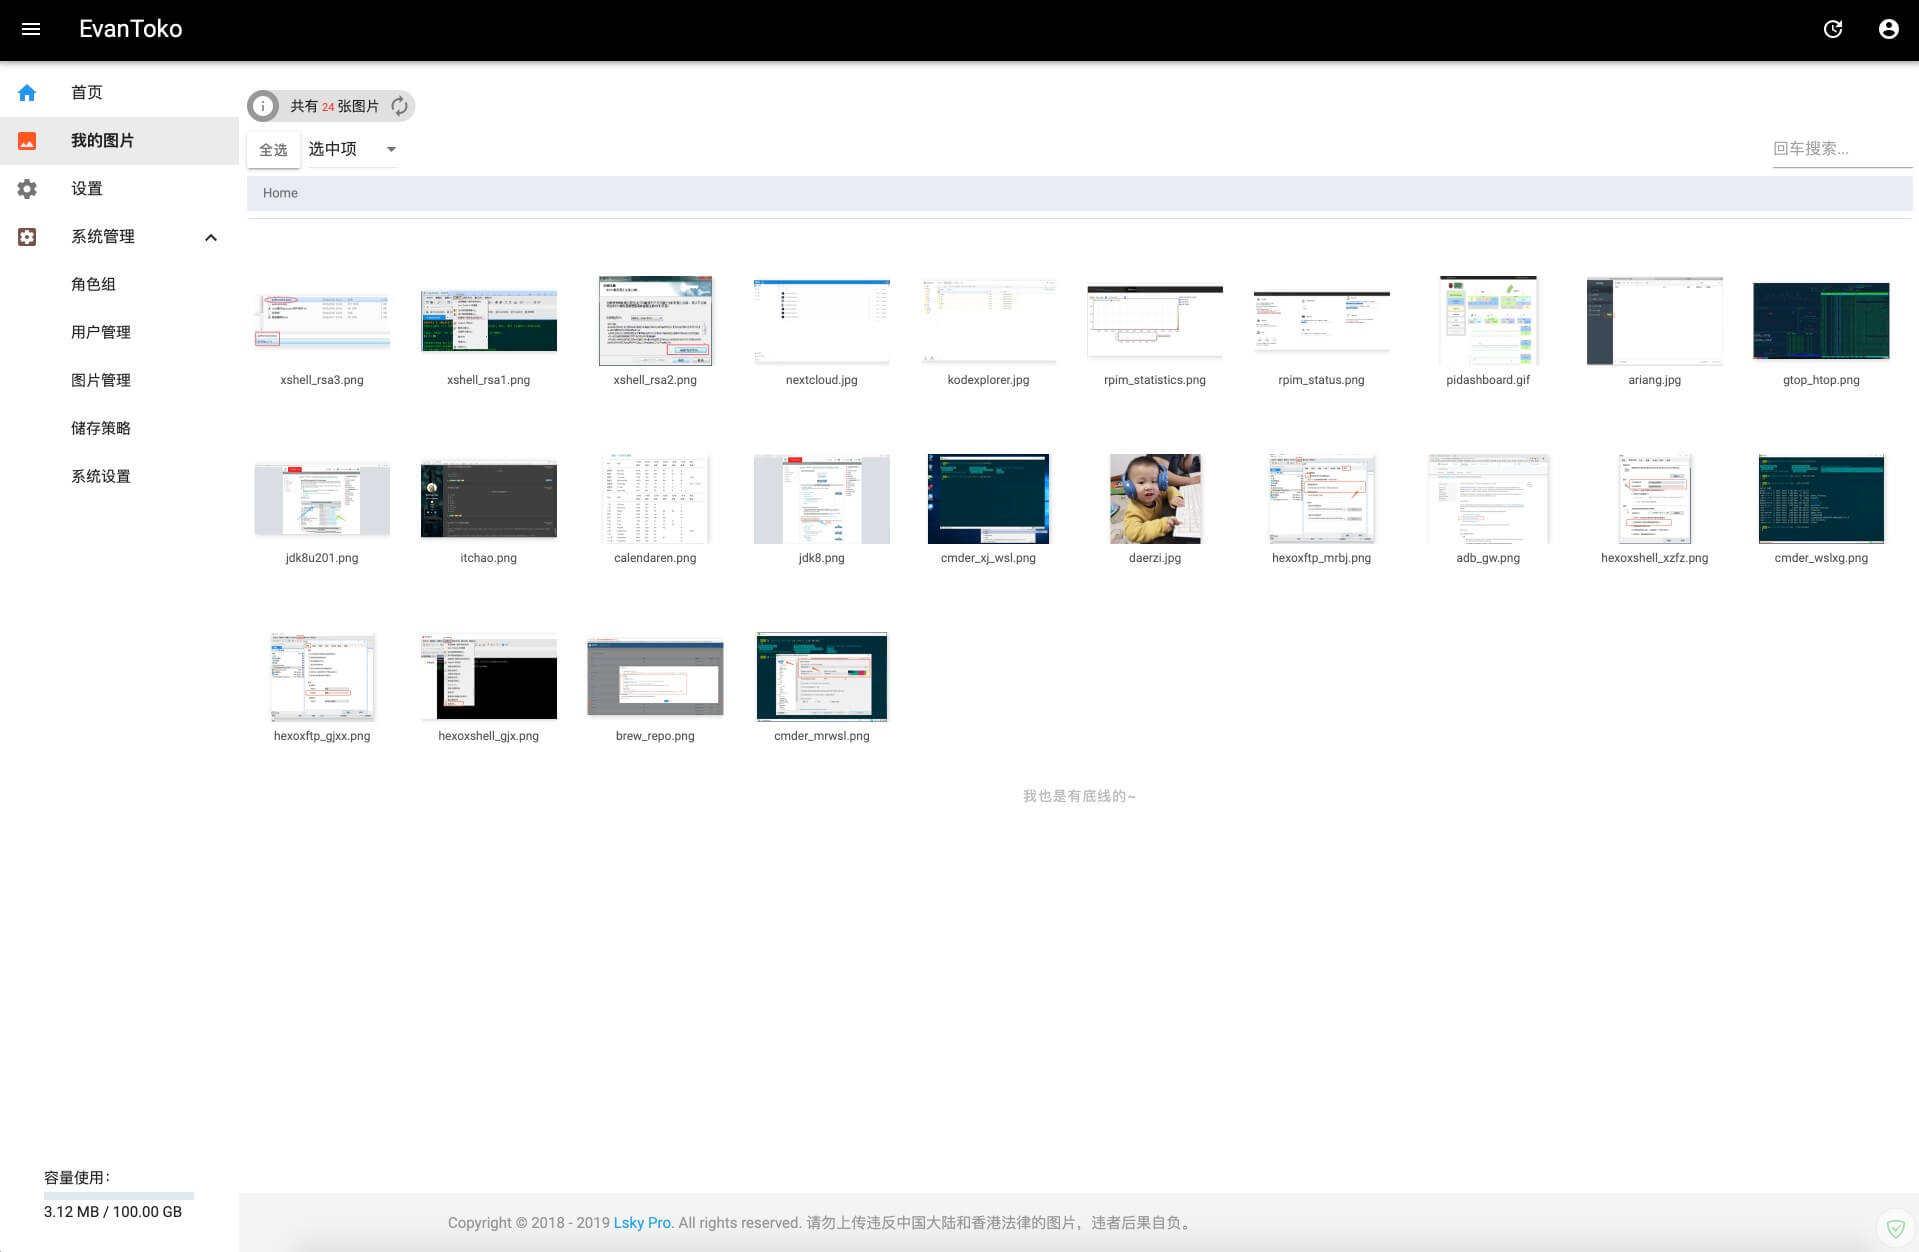 EvanToko
首页
我的图片
设置
系统管理
角色组
用户管理
图片管理
储存策略
系统设置
容量使用：
3.12 MB / 100.00 GB
共有 24 张图片
全选 选中项
回车搜索...
Home
xshell_rsa3.png xshell_rsa1.png xshell_rsa2.png nextcloud.jpg kodexplorer.jpg rpim_statistics.png rpim_status.png pidashboard.gif ariang.jpg gtop_htop.png
jdk8u201.png itchao.png calendaren.png jdk8.png cmder_xj_wsl.png daerzi.jpg hexoxftp_mrbj.png adb_gw.png hexoxshell_xzfz.png cmder_wslxg.png
hexoxftp_gjxx.png hexoxshell_gjx.png brew_repo.png cmder_mrwsl.png
我也是有底线的~
Copyright © 2018 - 2019 Lsky Pro. All rights reserved. 请勿上传违反中国大陆和香港法律的图片，违者后果自负。